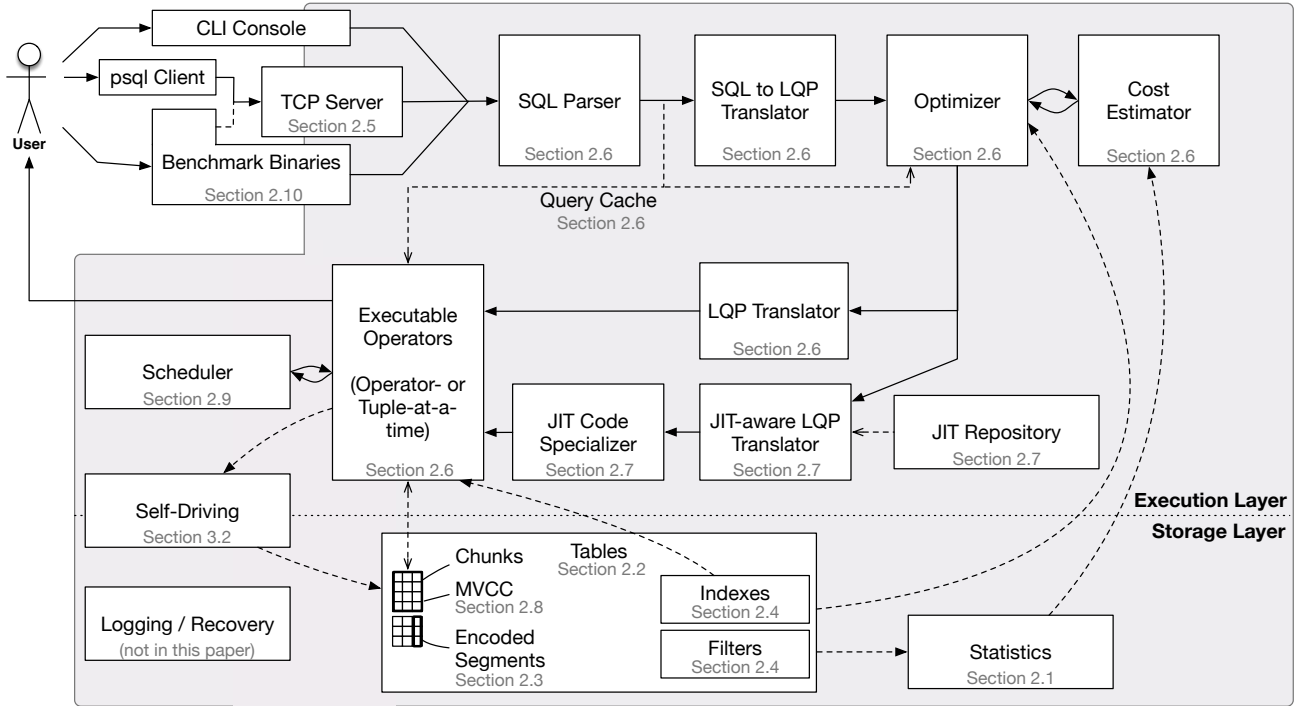 CLI Console
psql Client
TCP Server
Section 2.5
User
Benchmark Binaries
Section 2.10
SQL Parser
Section 2.6
SQL to LQP
Translator
Section 2.6
Optimizer
Section 2.6
Cost
Estimator
Section 2.6
Query Cache
Section 2.6
Executable
Operators
(Operator- or
Tuple-at-a-
time)
Section 2.6
LQP Translator
Section 2.6
Scheduler
Section 2.9
JIT Code
Specializer
Section 2.7
JIT-aware LQP
Translator
Section 2.7
JIT Repository
Section 2.7
Self-Driving
Section 3.2
Execution Layer
Storage Layer
Logging / Recovery
(not in this paper)
Tables
Section 2.2
Chunks
MVCC
Section 2.8
Encoded
Segments
Section 2.3
Indexes
Section 2.4
Filters
Section 2.4
Statistics
Section 2.1